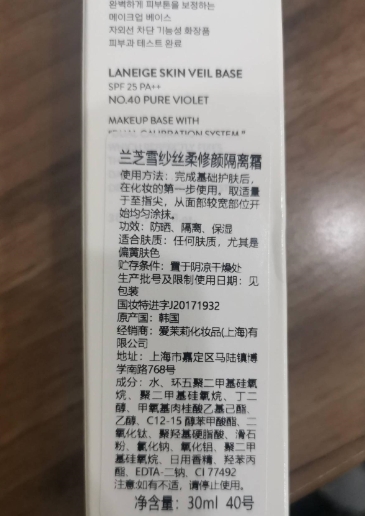 완벽하게 피부톤을 보정하는
메이크업 베이스
자외선 차단 기능성 화장품
피부과 테스트 완료
LANEIGE SKIN VEIL BASE
SPF 25 PA++
NO.40 PURE VIOLET
MAKEUP BASE WITH
CALIBRATION SYSTEM
兰芝雪纱丝柔修颜隔离霜
使用方法：完成基础护肤后，
在化妆的第一步使用。取适量
于至指尖，从面部较宽部位开
始均匀涂抹。
功效：防晒、隔离、保湿
适合肤质：任何肤质，尤其是
偏黄肤色
贮存条件：置于阴凉干燥处
生产批号及限制使用日期：见
包装
国妆特进字J20171932
原产国：韩国
经销商：爱茉莉化妆品(上海)有
限公司
地址：上海市嘉定区马陆镇博
学南路768号
成分：水、环五聚二甲基硅氧
烷、聚二甲基硅氧烷、丁二
醇、甲氧基肉桂酸乙基己酯、
乙醇、C12-15 醇苯甲酸酯、二
氧化钛、聚羟基硬脂酸、滑石
粉、氯化钠、氧化铝、聚二甲
基硅氧烷、日用香精、羟苯丙
酯、EDTA-二钠、CI 77492
注意:如有不适，请停止使用。
净含量：30ml 40号